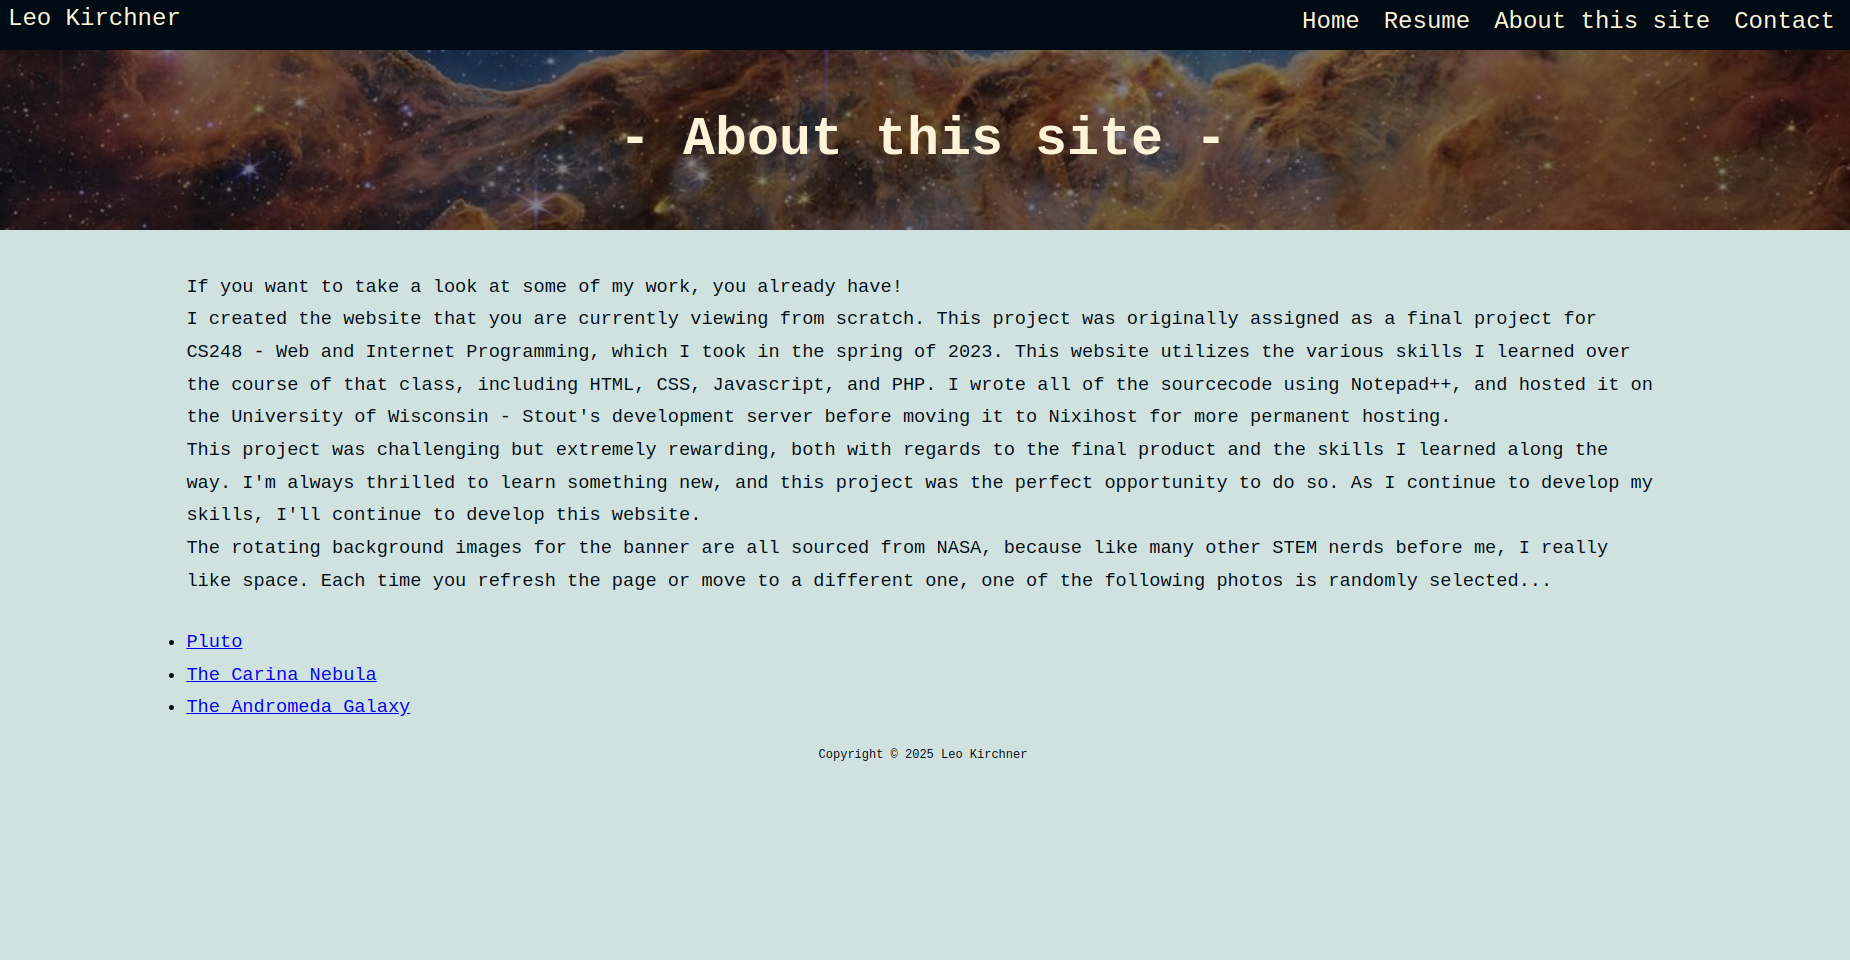 Leo Kirchner
Home Resume About this site Contact
- About this site -
If you want to take a look at some of my work, you already have!
I created the website that you are currently viewing from scratch. This project was originally assigned as a final project for
CS248 - Web and Internet Programming, which I took in the spring of 2023. This website utilizes the various skills I learned over
the course of that class, including HTML, CSS, Javascript, and PHP. I wrote all of the sourcecode using Notepad++, and hosted it on
the University of Wisconsin - Stout's development server before moving it to Nixihost for more permanent hosting.
This project was challenging but extremely rewarding, both with regards to the final product and the skills I learned along the
way. I'm always thrilled to learn something new, and this project was the perfect opportunity to do so. As I continue to develop my
skills, I'll continue to develop this website.
The rotating background images for the banner are all sourced from NASA, because like many other STEM nerds before me, I really
like space. Each time you refresh the page or move to a different one, one of the following photos is randomly selected...
• Pluto
• The Carina Nebula
• The Andromeda Galaxy
Copyright © 2025 Leo Kirchner